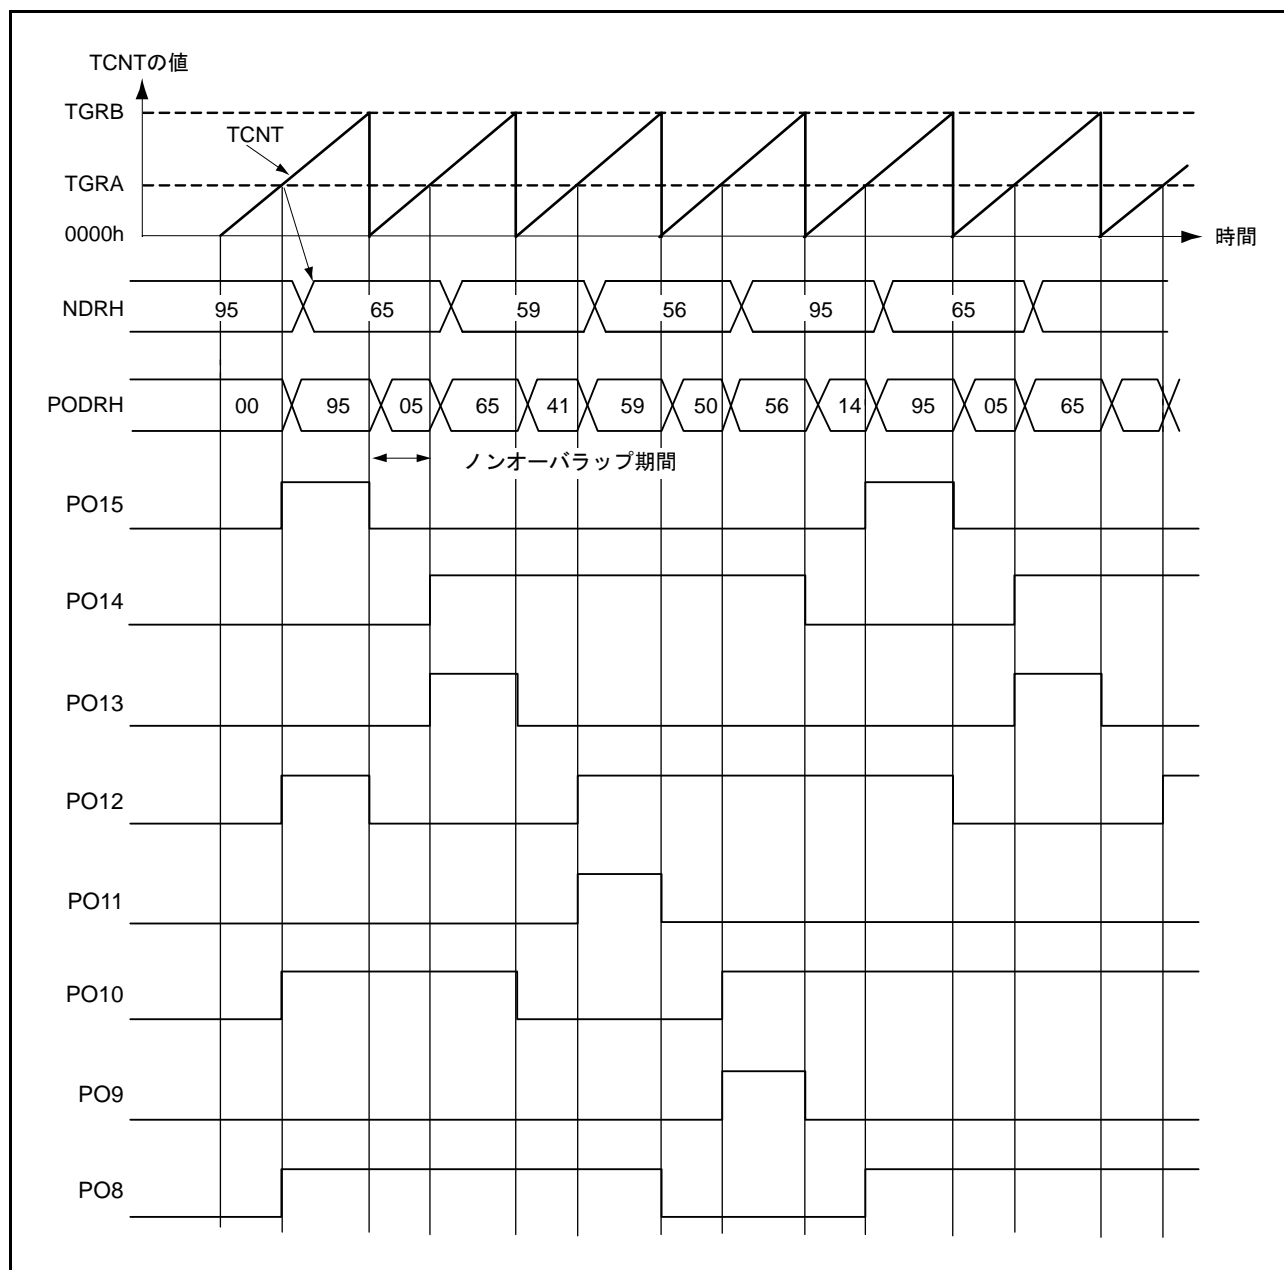 TCNTの値
TGRB
TCNT
TGRA
0000h
時間
NDRH 95 65 59 56 95 65
PODRH 00 95 05 65 41 59 50 56 14 95 05 65
ノンオーバラップ期間
PO15
PO14
PO13
PO12
PO11
PO10
PO9
PO8